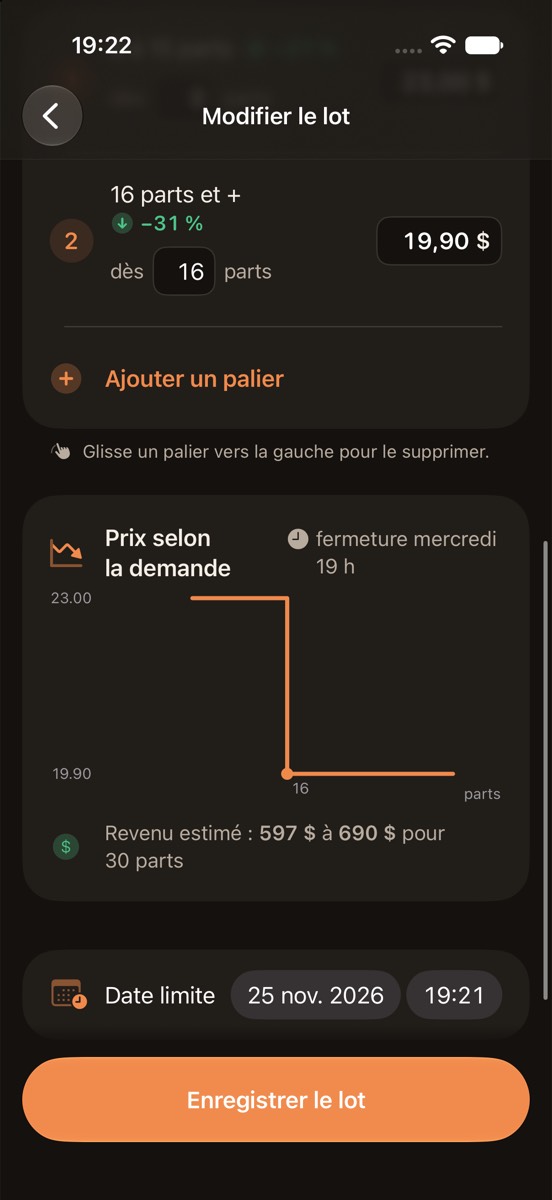 19:22
Modifier le lot
16 parts et +
−31 %
2
19,90 $
dès 16 parts
+ Ajouter un palier
Glisse un palier vers la gauche pour le supprimer.
Prix selon
la demande
fermeture mercredi
19 h
23.00
19.90
16
parts
$
Revenu estimé : 597 $ à 690 $ pour
30 parts
Date limite 25 nov. 2026 19:21
Enregistrer le lot